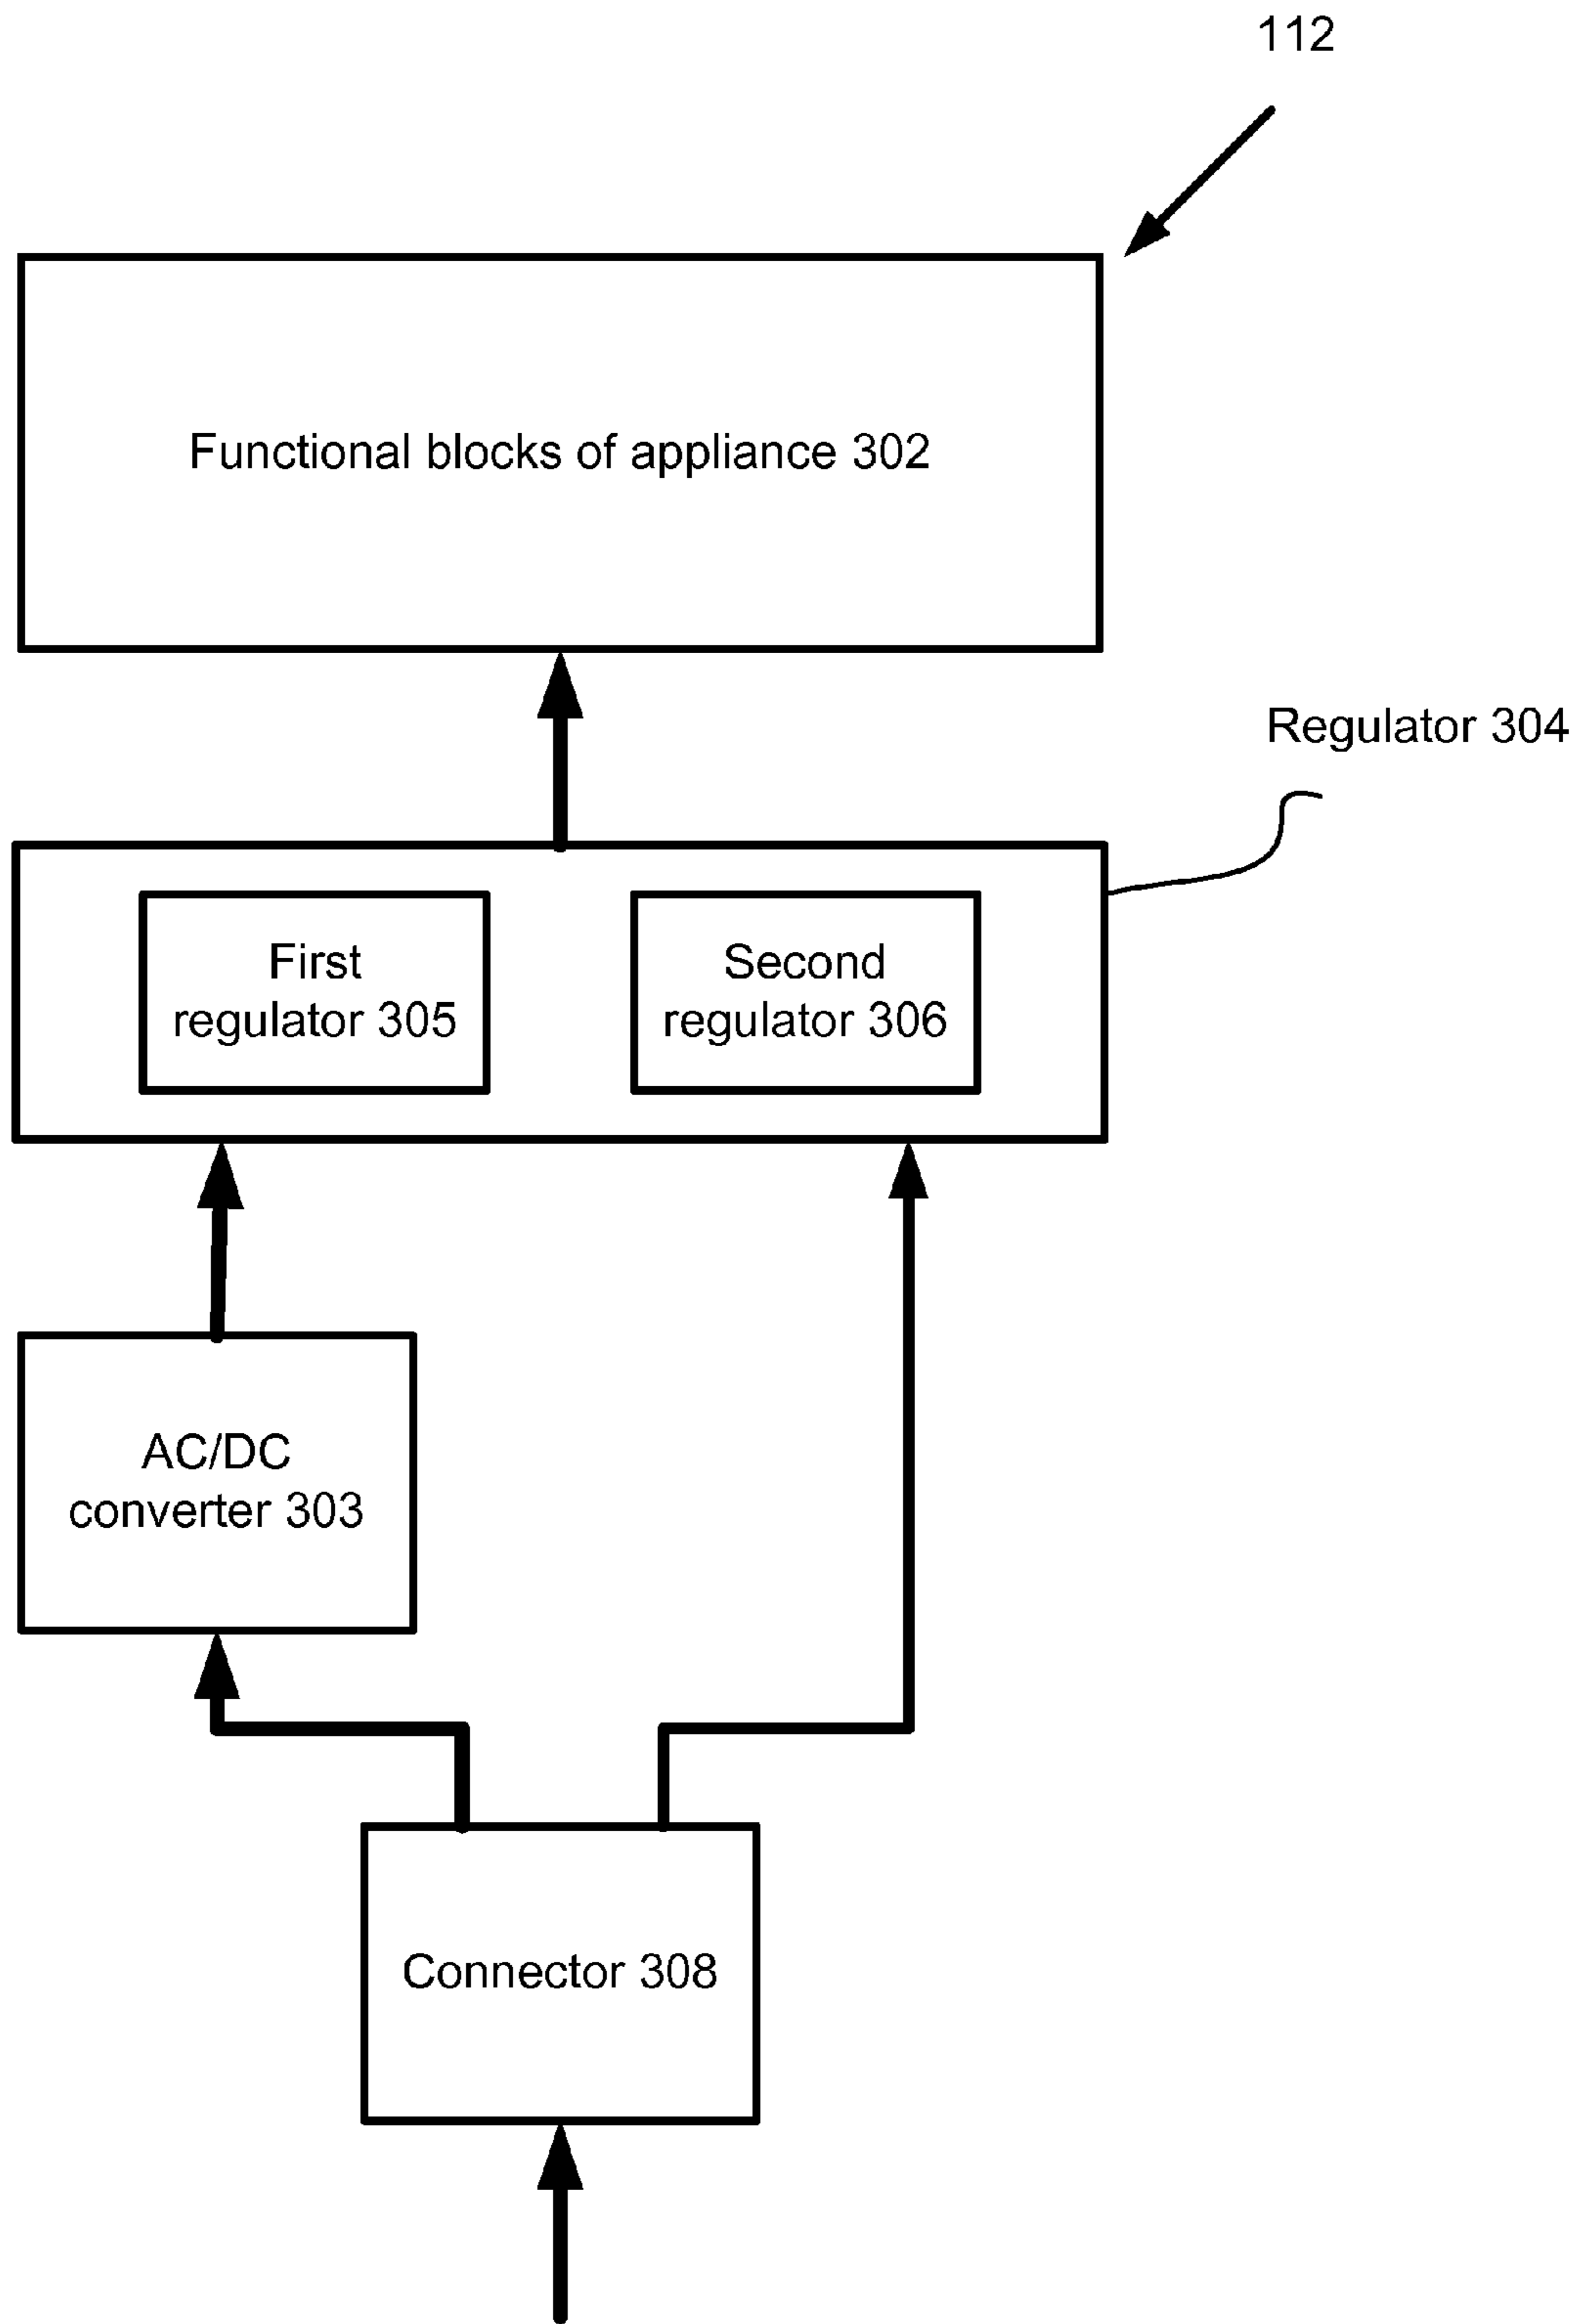 112
Functional blocks of appliance 302
Regulator 304
First
regulator 305
Second
regulator 306
AC/DC
converter 303
Connector 308